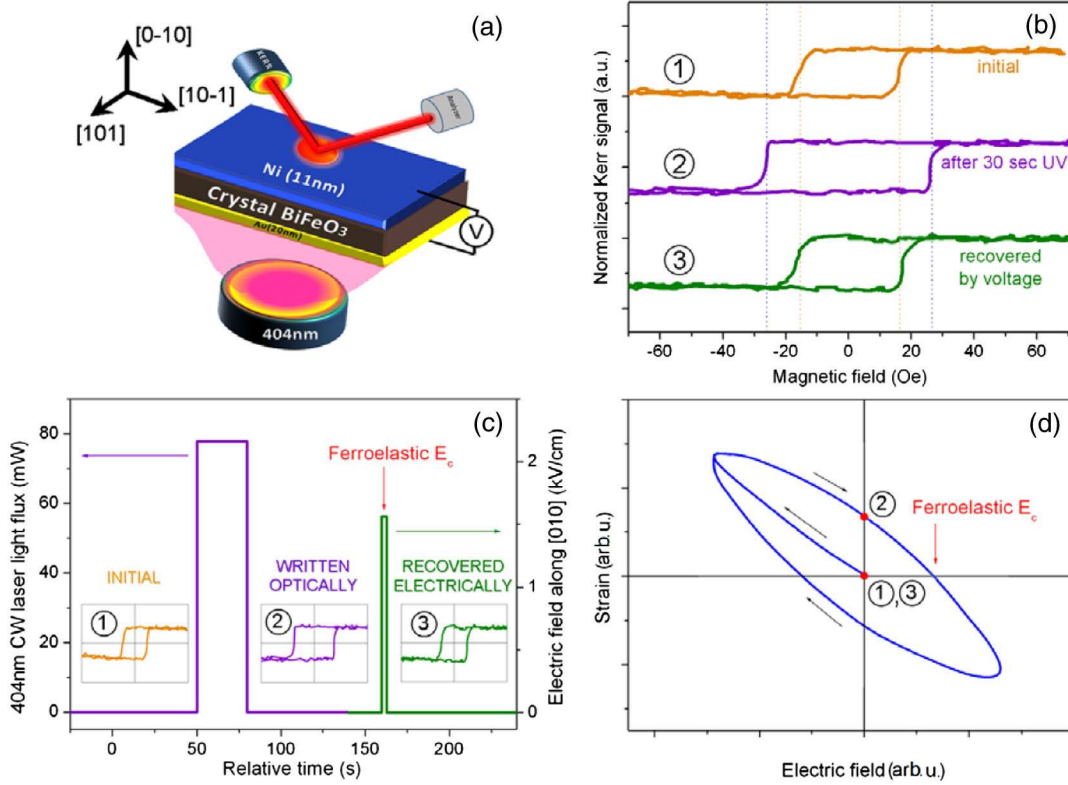 (a)
[0-10]
[10-1]
[101]
KERR
Analyzer
Ni (11nm)
Crystal BiFeO3
Au(20nm)
V
404nm
(b)
Normalized Kerr signal (a.u.)
1
initial
2
after 30 sec UV
3
recovered
by voltage
-60 -40 -20 0 20 40 60
Magnetic field (Oe)
(c)
404nm CW laser light flux (mW)
80
60
40
20
0
Ferroelastic Ec
INITIAL
WRITTEN
OPTICALLY
RECOVERED
ELECTRICALLY
1
2
3
2
1
0
Electric field along [010] (kV/cm)
0 50 100 150 200
Relative time (s)
(d)
Strain (arb.u.)
2
Ferroelastic Ec
1,3
Electric field (arb.u.)